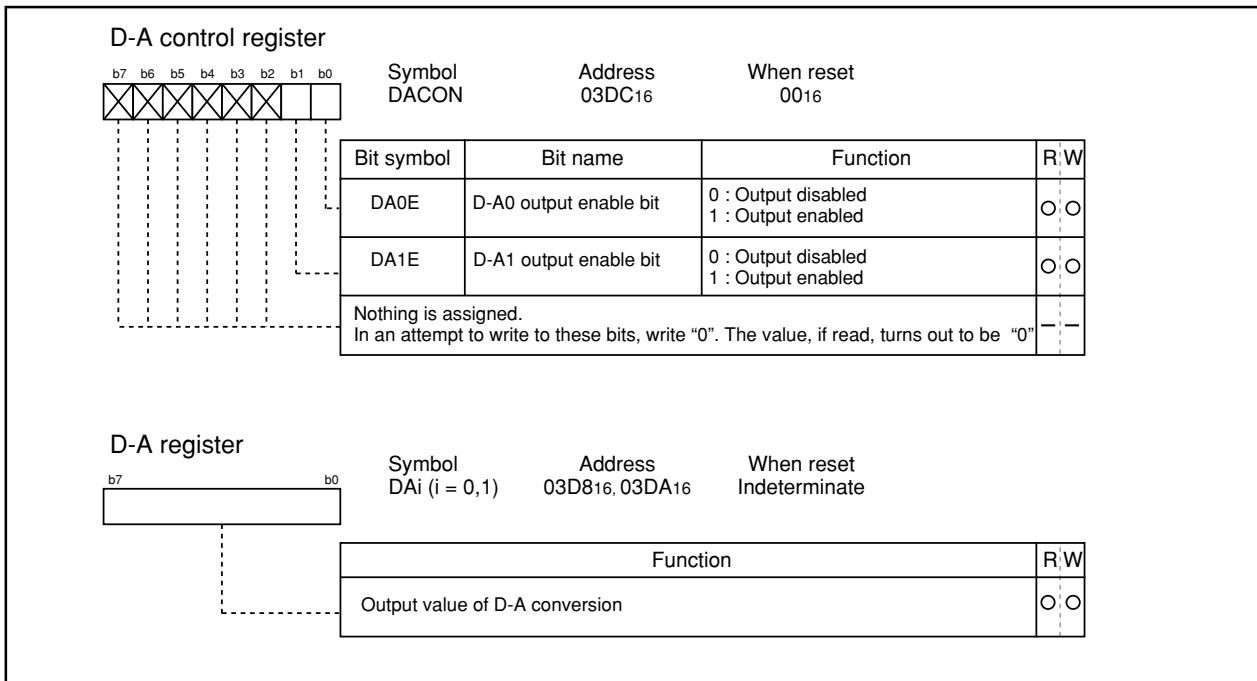 D-A control register
b7 b6 b5 b4 b3 b2 b1 b0
Symbol Address When reset
DACON 03DC16 0016
Bit symbol Bit name Function R W
DA0E D-A0 output enable bit 0 : Output disabled
1 : Output enabled
DA1E D-A1 output enable bit 0 : Output disabled
1 : Output enabled
Nothing is assigned.
In an attempt to write to these bits, write “0”. The value, if read, turns out to be “0”
D-A register
b7 b0
Symbol Address When reset
DAi (i = 0,1) 03D816, 03DA16 Indeterminate
Function R W
Output value of D-A conversion